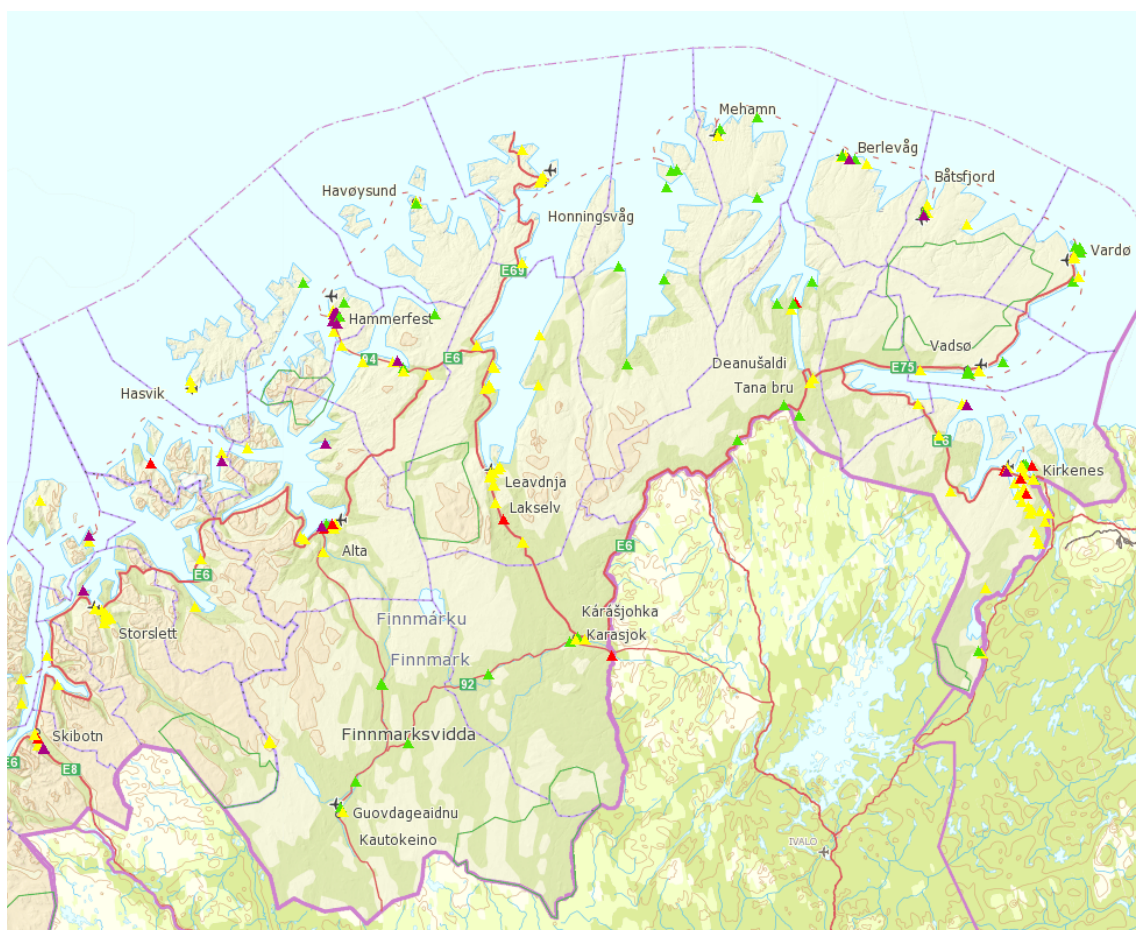 Mehamn
Berlevåg
Båtsfjord
Havøysund
Honningsvåg
Vardø
E69
Hammerfest
94
E6
Vadsø
Deanušaldi
E75
Hasvik
Tana bru
E6
Kirkenes
Leavdnja
Lakselv
Alta
E6
E6
Kárášjohka
Finnmárku
Storslett
Karasjok
Finnmark
92
Finnmarksvidda
Skibotn
E6
E8
Guovdageaidnu
Kautokeino
IVALO